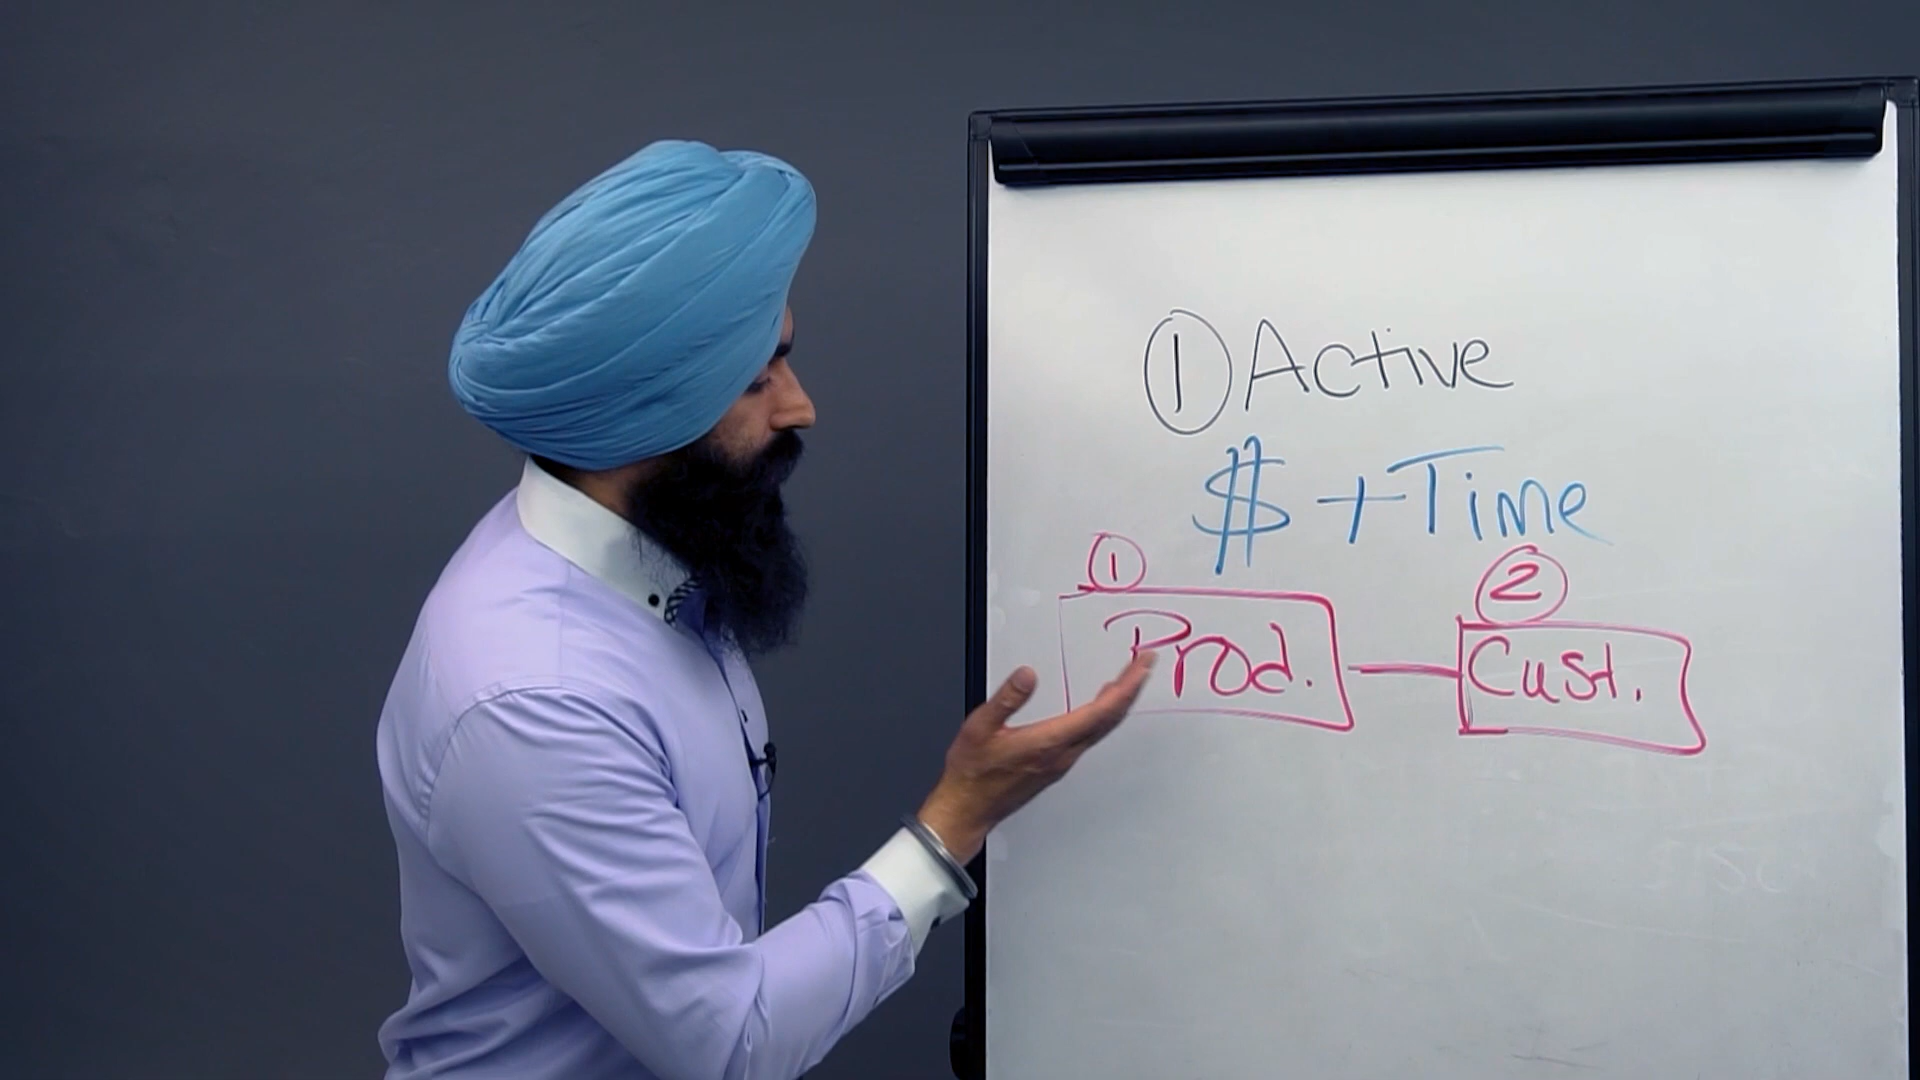 ① Active
$ + Time
① ②
Prod. Cust.